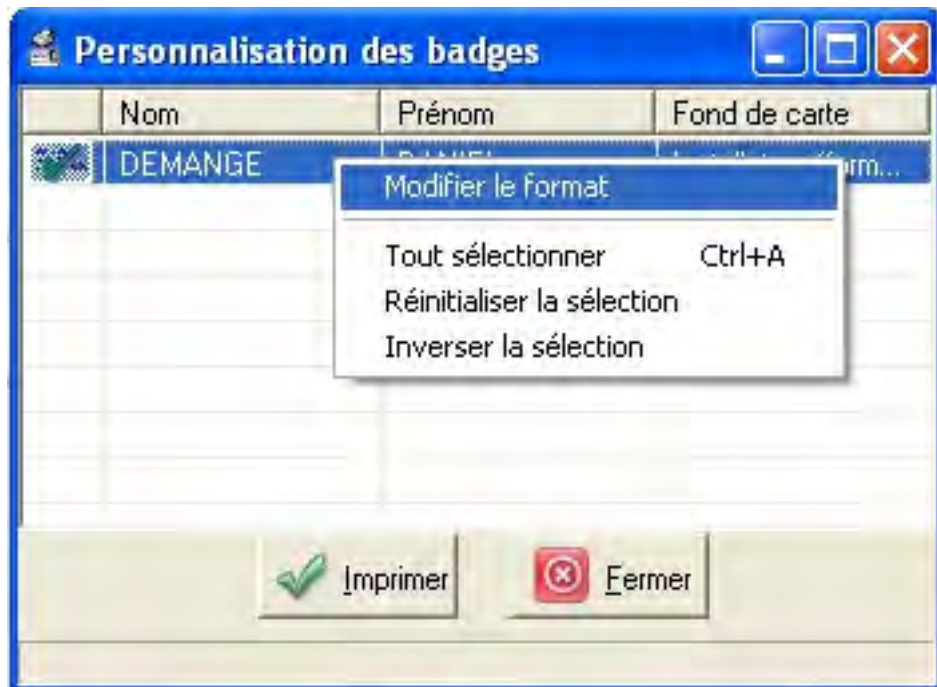 Personnalisation des badges
Nom Prénom Fond de carte
DEMANGE
Modifier le format
Tout sélectionner Ctrl+A
Réinitialiser la sélection
Inverser la sélection
Imprimer Fermer